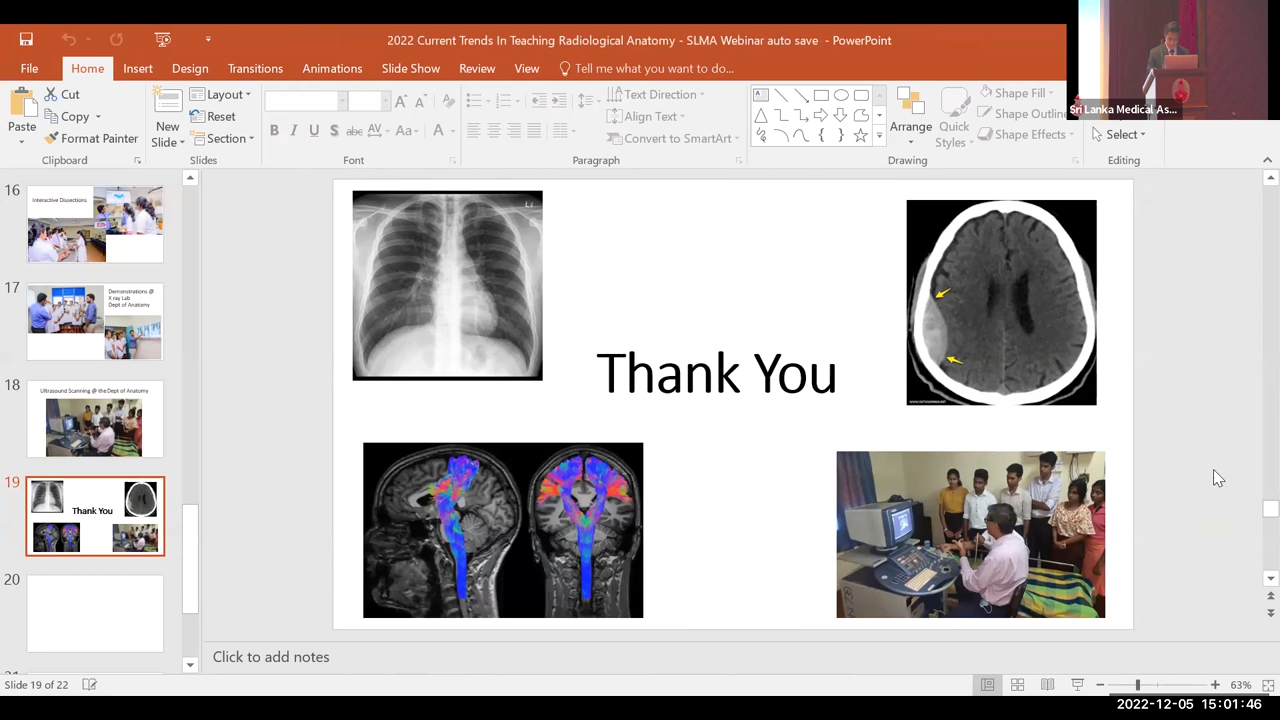 2022 Current Trends In Teaching Radiological Anatomy - SLMA Webinar auto save - PowerPoint
File Home Insert Design Transitions Animations Slide Show Review View Tell me what you want to do...
Sri Lanka Medical As...
Paste
Cut
Copy
Format Painter
Clipboard
New
Slide
Layout
Reset
Section
Slides
B I U S abc AV Aa A
Font
Text Direction
Align Text
Convert to SmartArt
Paragraph
Arrange
Quick
Styles
Shape Fill
Shape Outline
Shape Effects
Drawing
Select
Editing
16
Interactive Dissections
17
Demonstrations @
X ray Lab
Dept of Anatomy
18
Ultrasound Scanning @ the Dept of Anatomy
19
Thank You
20
Thank You
Click to add notes
Slide 19 of 22
63%
2022-12-05 15:01:46